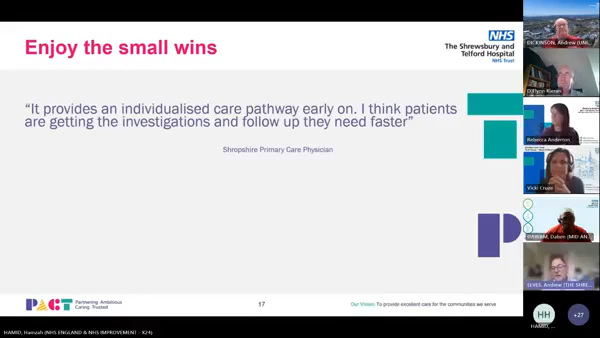 Enjoy the small wins
NHS
The Shrewsbury and
Telford Hospital
NHS Trust
“It provides an individualised care pathway early on. I think patients
are getting the investigations and follow up they need faster”
Shropshire Primary Care Physician
PACT
Partnering Ambitious
Caring Trusted
17
Our Vision: To provide excellent care for the communities we serve
DICKINSON, Andrew (UNI...
Rebecca Anderton
Vicki Cruze
ELVES, Andrew (THE SHRE...
HH
HAMID, ...
+27
HAMID, Hamzah (NHS ENGLAND & NHS IMPROVEMENT - X24)